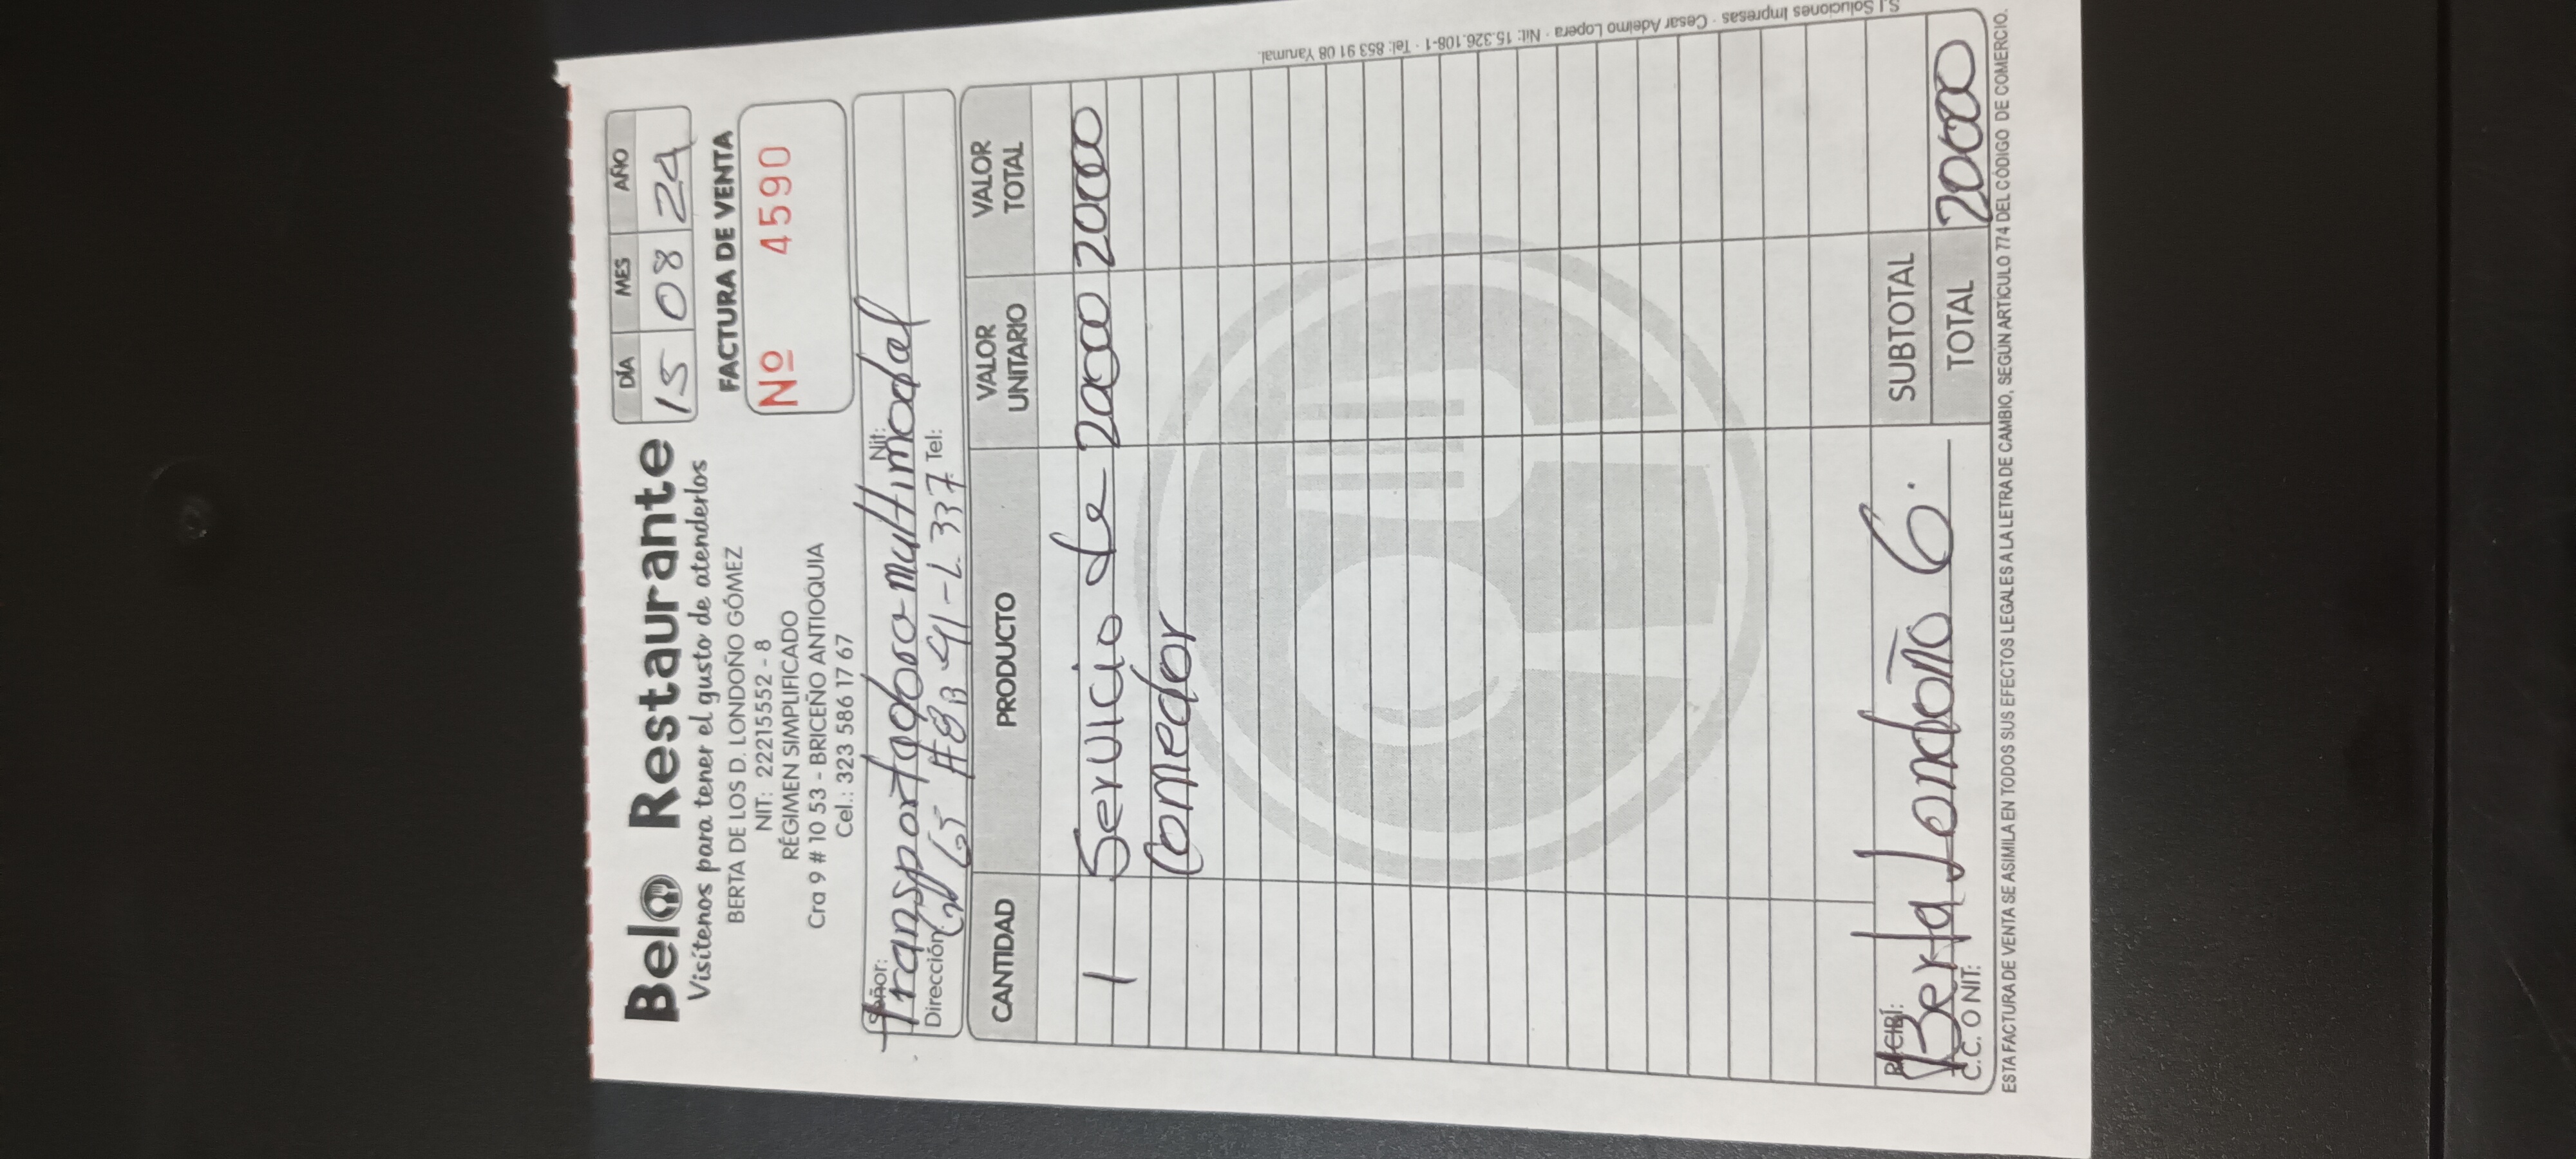 Belo Restaurante
Visítenos para tener el gusto de atenderlos
BERTA DE LOS D. LONDOÑO GÓMEZ
NIT: 22215552 - 8
RÉGIMEN SIMPLIFICADO
Cra 9 # 10 53 - BRICEÑO ANTIOQUIA
Cel.: 323 586 17 67
DÍA MES AÑO
15 08 24
FACTURA DE VENTA
Nº 4590
Señor: Transportadora multimodal Nit:
Dirección: 65 #8B 91-L. 337 Tel:
CANTIDAD PRODUCTO VALOR UNITARIO VALOR TOTAL
1 Servicio de 20000 20000
Comedor
SUBTOTAL
TOTAL 20000
RECIBÍ: Berta Londoño G.
C.C. O NIT:
ESTA FACTURA DE VENTA SE ASIMILA EN TODOS SUS EFECTOS LEGALES A LA LETRA DE CAMBIO, SEGUN ARTÍCULO 774 DEL CÓDIGO DE COMERCIO.
S.I Soluciones Impresas · Cesar Adelmo Lopera · Nit: 15.326.108-1 · Tel: 853 91 08 Yarumal.